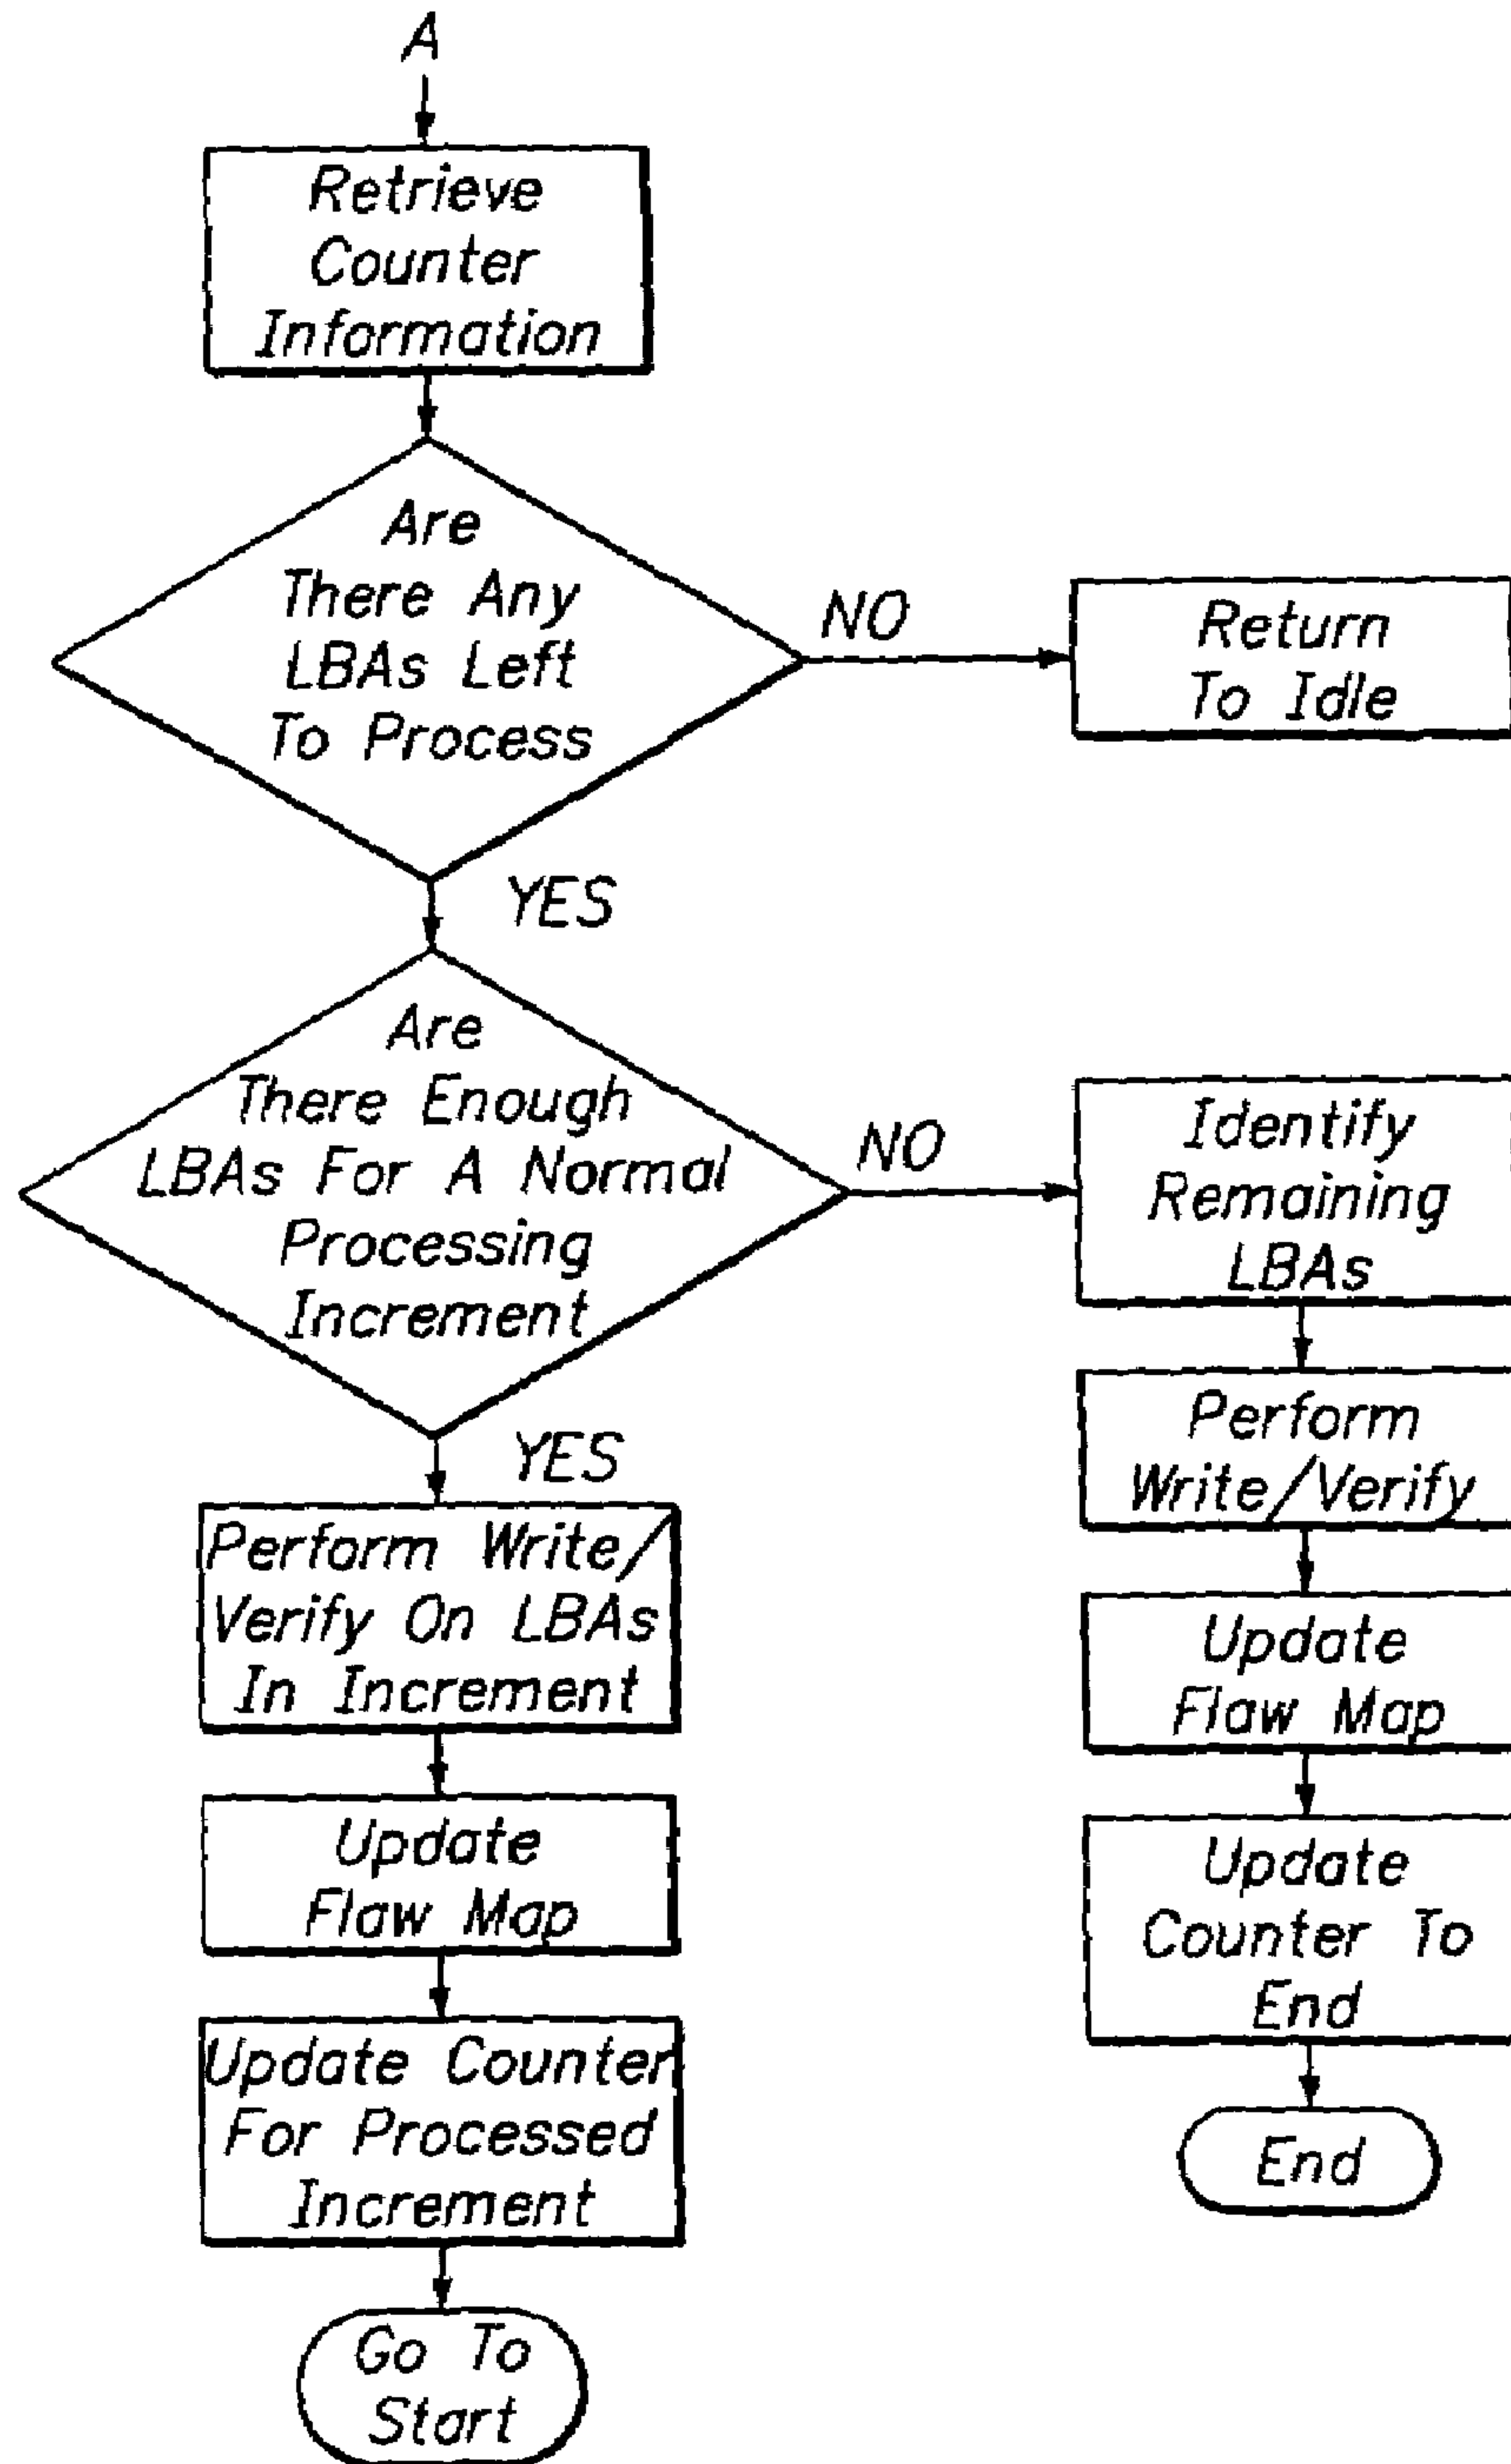 A
Retrieve
Counter
Information
Are
There Any
LBAs Left
To Process
NO
Return
To Idle
YES
Are
There Enough
LBAs For A Normal
Processing
Increment
NO
Identify
Remaining
LBAs
Perform
Write/Verify
Update
Flaw Map
Update
Counter To
End
End
YES
Perform Write/
Verify On LBAs
In Increment
Update
Flaw Map
Update Counter
For Processed
Increment
Go To
Start